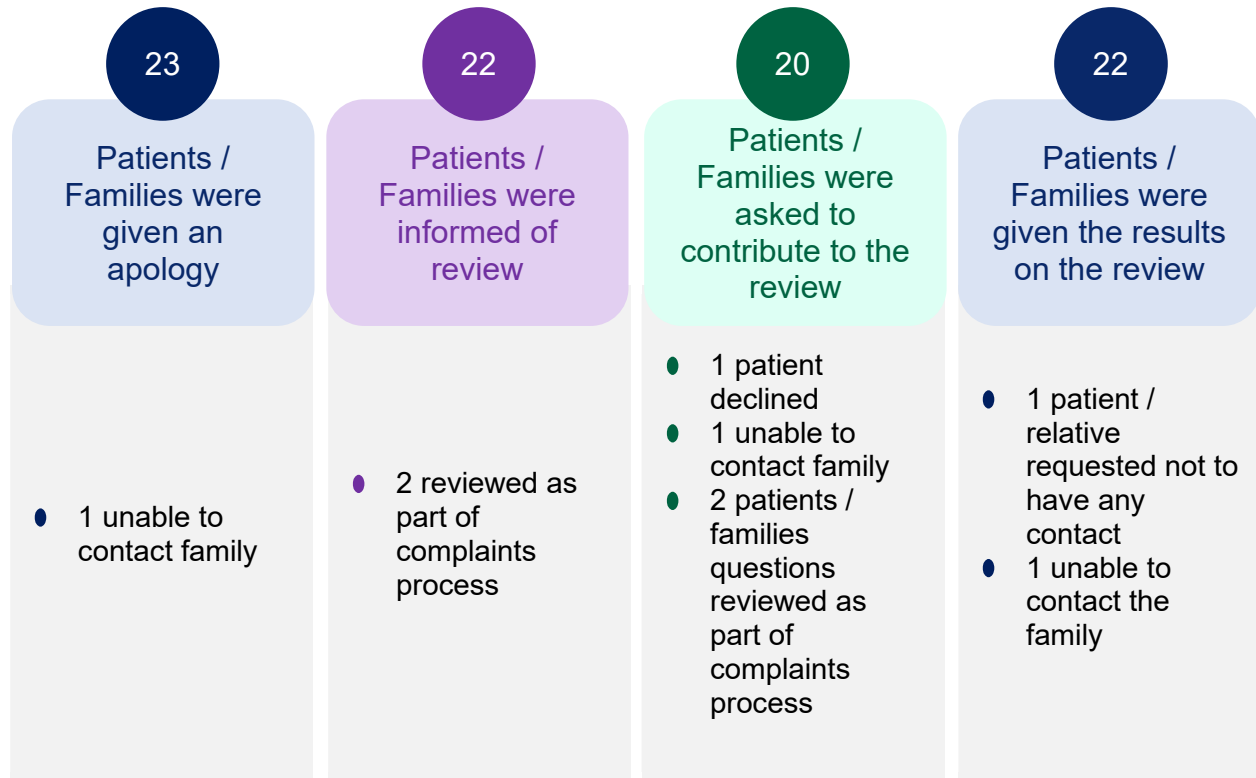 23
Patients /
Families were
given an
apology
1 unable to
contact family
22
Patients /
Families were
informed of
review
2 reviewed as
part of
complaints
process
20
Patients /
Families were
asked to
contribute to the
review
1 patient
declined
1 unable to
contact family
2 patients /
families
questions
reviewed as
part of
complaints
process
22
Patients /
Families were
given the results
on the review
1 patient /
relative
requested not to
have any
contact
1 unable to
contact the
family